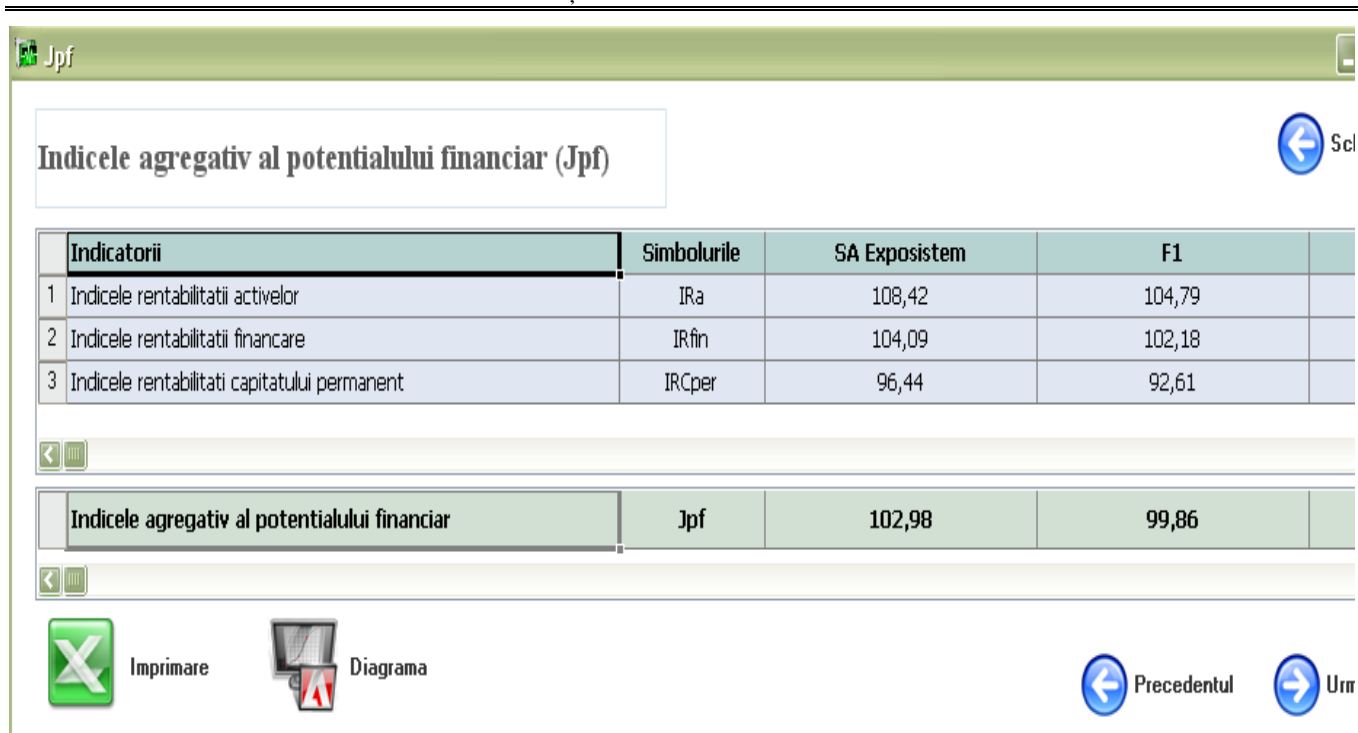 Jpf
Indicele agregativ al potentialului financiar (Jpf)
Indicatorii Simbolurile SA Exposistem F1
1 Indicele rentabilitatii activelor IRa 108,42 104,79
2 Indicele rentabilitatii financare IRfin 104,09 102,18
3 Indicele rentabilitati capitatului permanent IRCper 96,44 92,61
Indicele agregativ al potentialului financiar Jpf 102,98 99,86
Imprimare Diagrama Precedentul